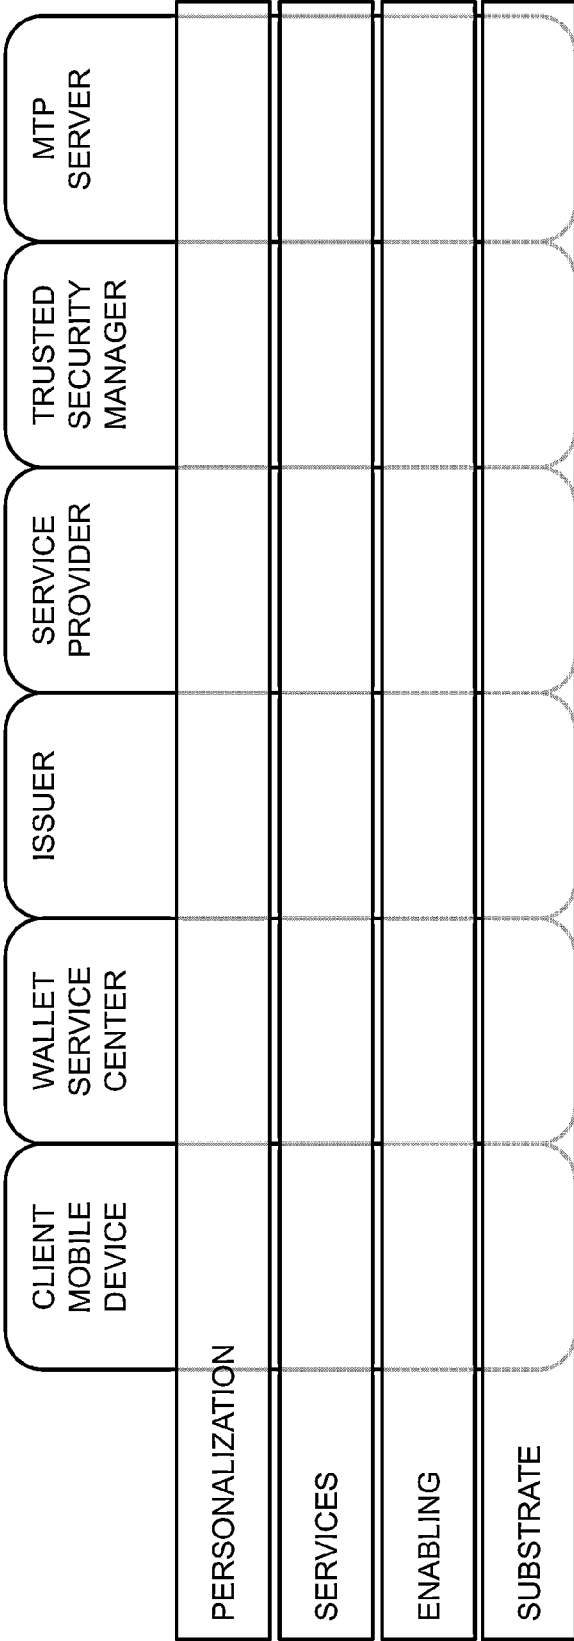 CLIENT
MOBILE
DEVICE
WALLET
SERVICE
CENTER
ISSUER
SERVICE
PROVIDER
TRUSTED
SECURITY
MANAGER
MTP
SERVER
PERSONALIZATION
SERVICES
ENABLING
SUBSTRATE